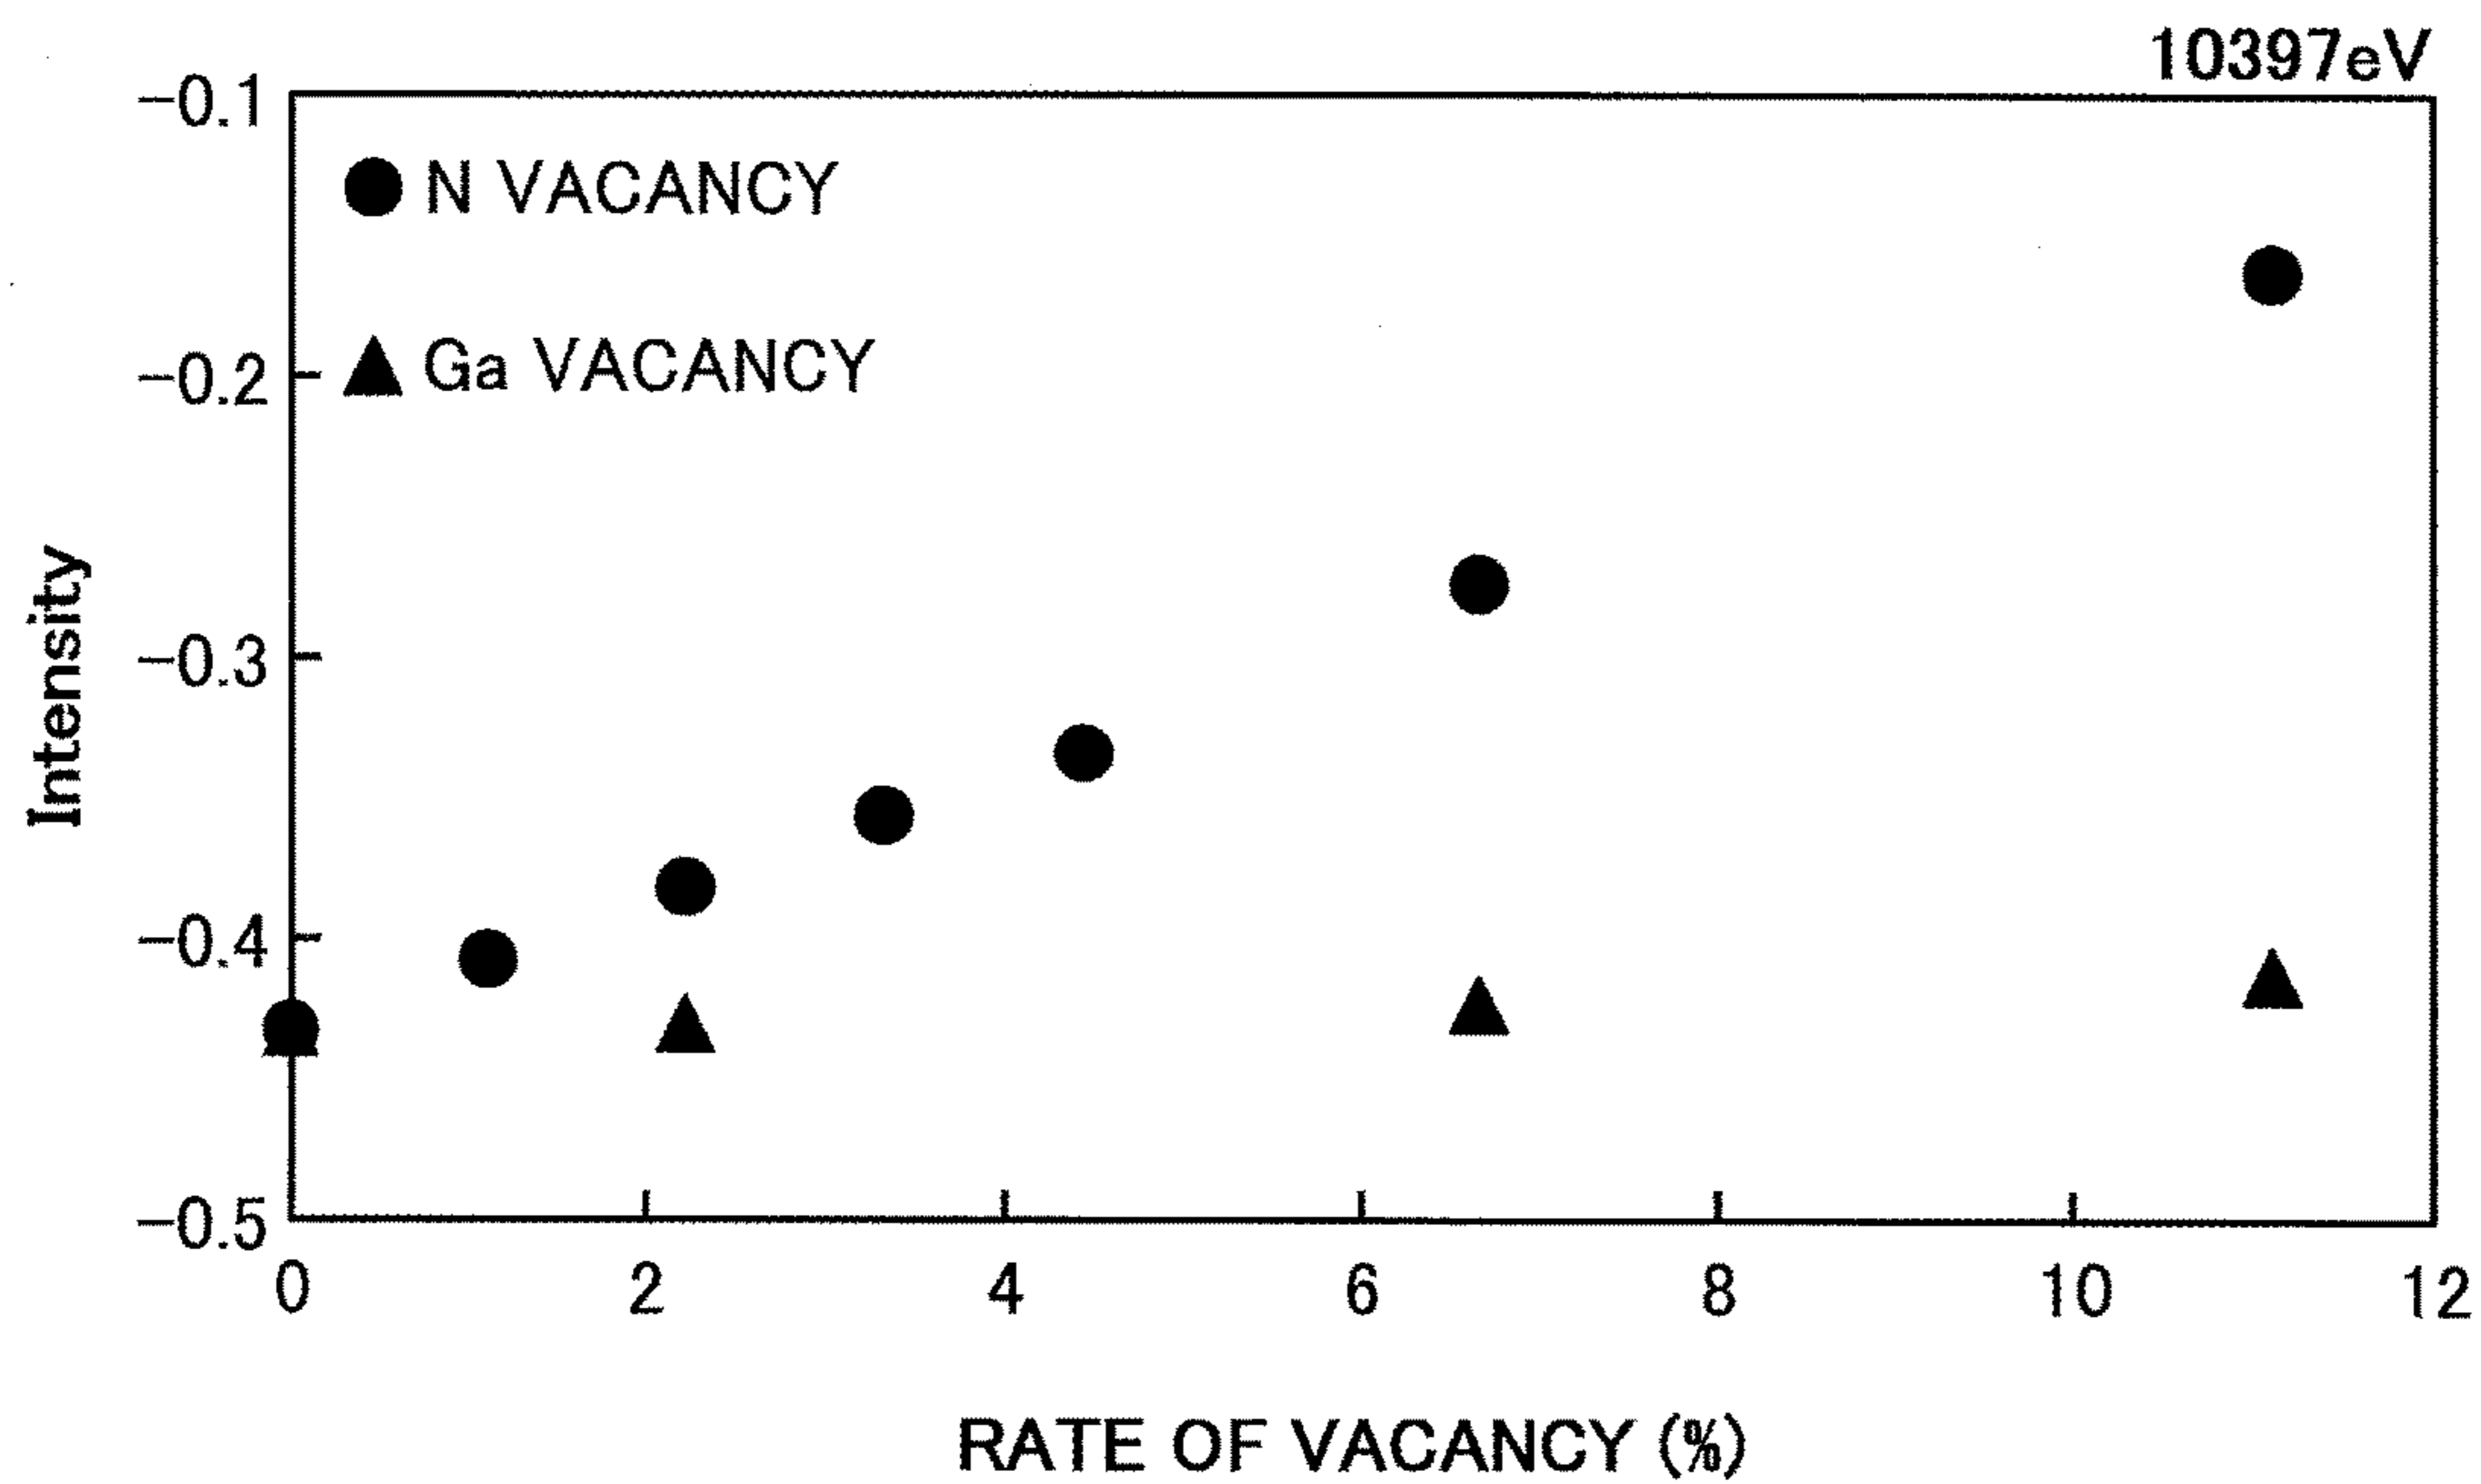 10397eV
−0.1
● N VACANCY
▲ Ga VACANCY
−0.2
−0.3
−0.4
−0.5
Intensity
0 2 4 6 8 10 12
RATE OF VACANCY (%)